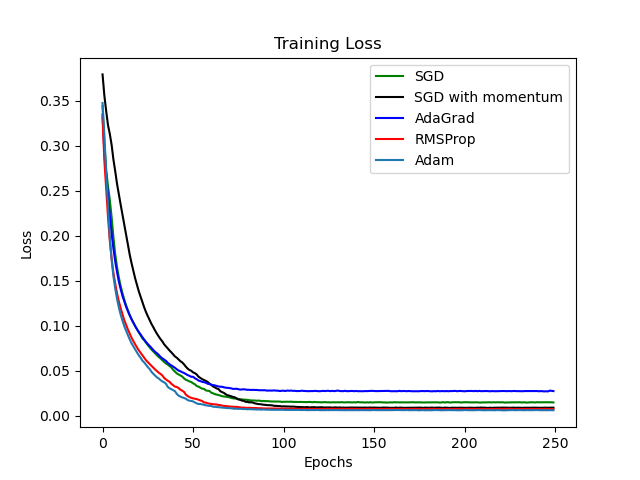 Training Loss
SGD
SGD with momentum
AdaGrad
RMSProp
Adam
Loss
0.35
0.30
0.25
0.20
0.15
0.10
0.05
0.00
0 50 100 150 200 250
Epochs